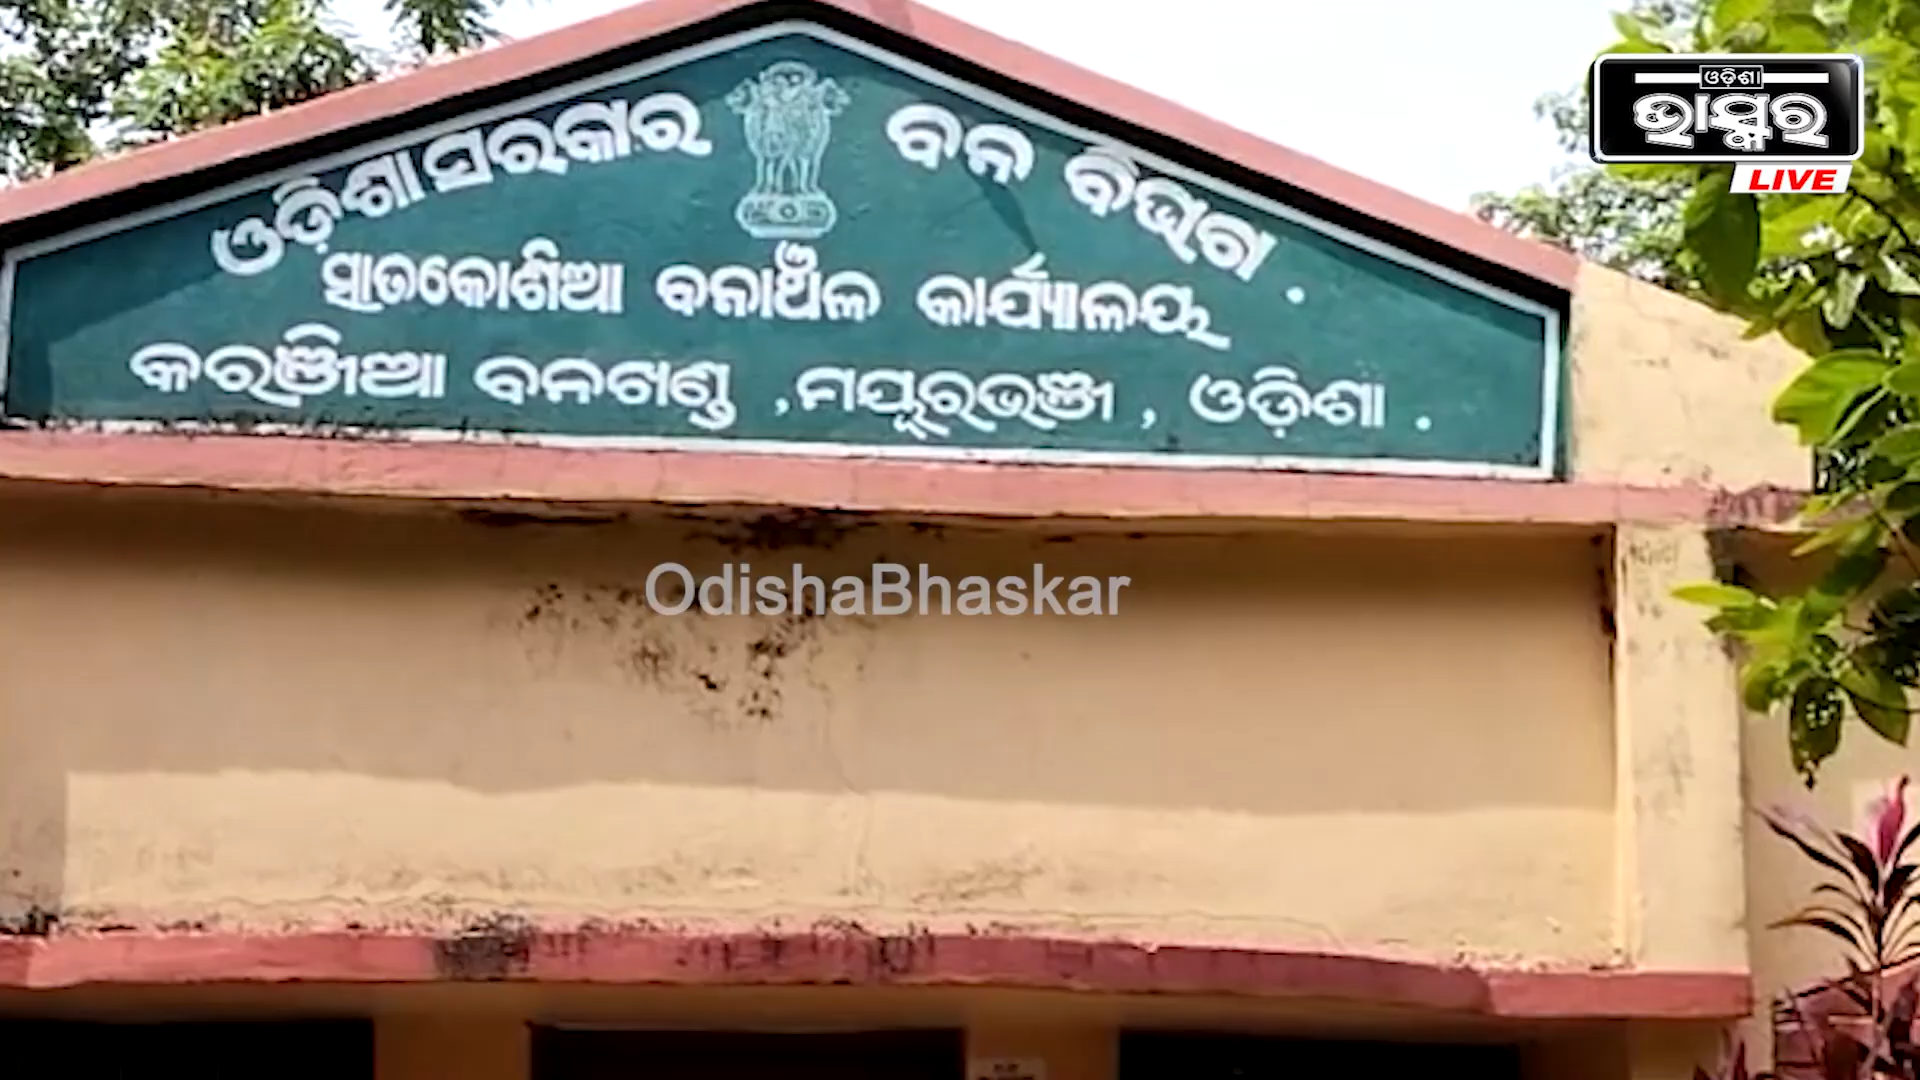 ଓଡ଼ିଶା ସରକାର ବନ ବିଭାଗ .
ସାତକୋଶିଆ ବନାଞ୍ଚଳ କାର୍ଯ୍ୟାଳୟ
କରଞ୍ଜିଆ ବନଖଣ୍ଡ , ମୟୂରଭଞ୍ଜ , ଓଡ଼ିଶା .
ଓଡ଼ିଶା
ଭାସ୍କର
LIVE
OdishaBhaskar